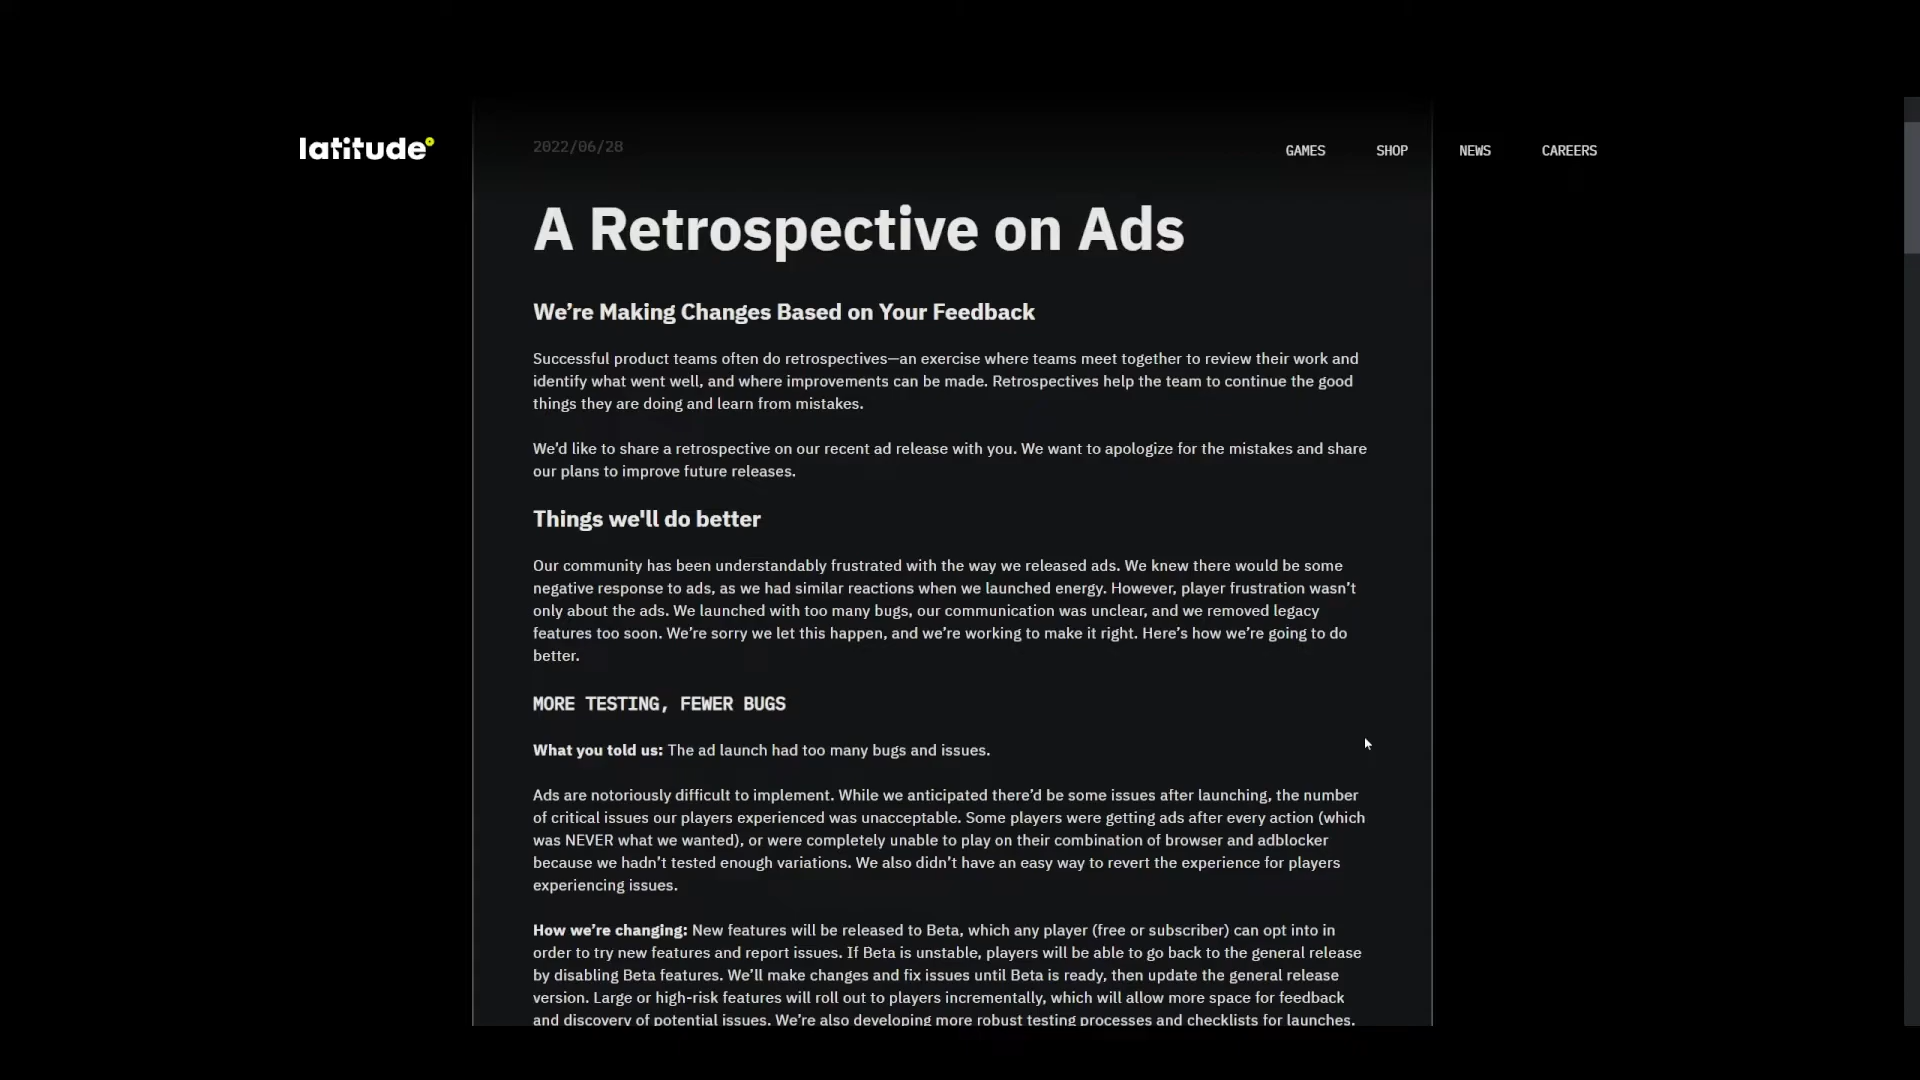 latitude
2022/06/28
GAMES SHOP NEWS CAREERS
A Retrospective on Ads
We’re Making Changes Based on Your Feedback
Successful product teams often do retrospectives—an exercise where teams meet together to review their work and
identify what went well, and where improvements can be made. Retrospectives help the team to continue the good
things they are doing and learn from mistakes.
We’d like to share a retrospective on our recent ad release with you. We want to apologize for the mistakes and share
our plans to improve future releases.
Things we'll do better
Our community has been understandably frustrated with the way we released ads. We knew there would be some
negative response to ads, as we had similar reactions when we launched energy. However, player frustration wasn’t
only about the ads. We launched with too many bugs, our communication was unclear, and we removed legacy
features too soon. We’re sorry we let this happen, and we’re working to make it right. Here’s how we’re going to do
better.
MORE TESTING, FEWER BUGS
What you told us: The ad launch had too many bugs and issues.
Ads are notoriously difficult to implement. While we anticipated there’d be some issues after launching, the number
of critical issues our players experienced was unacceptable. Some players were getting ads after every action (which
was NEVER what we wanted), or were completely unable to play on their combination of browser and adblocker
because we hadn’t tested enough variations. We also didn’t have an easy way to revert the experience for players
experiencing issues.
How we’re changing: New features will be released to Beta, which any player (free or subscriber) can opt into in
order to try new features and report issues. If Beta is unstable, players will be able to go back to the general release
by disabling Beta features. We’ll make changes and fix issues until Beta is ready, then update the general release
version. Large or high-risk features will roll out to players incrementally, which will allow more space for feedback
and discovery of potential issues. We’re also developing more robust testing processes and checklists for launches.